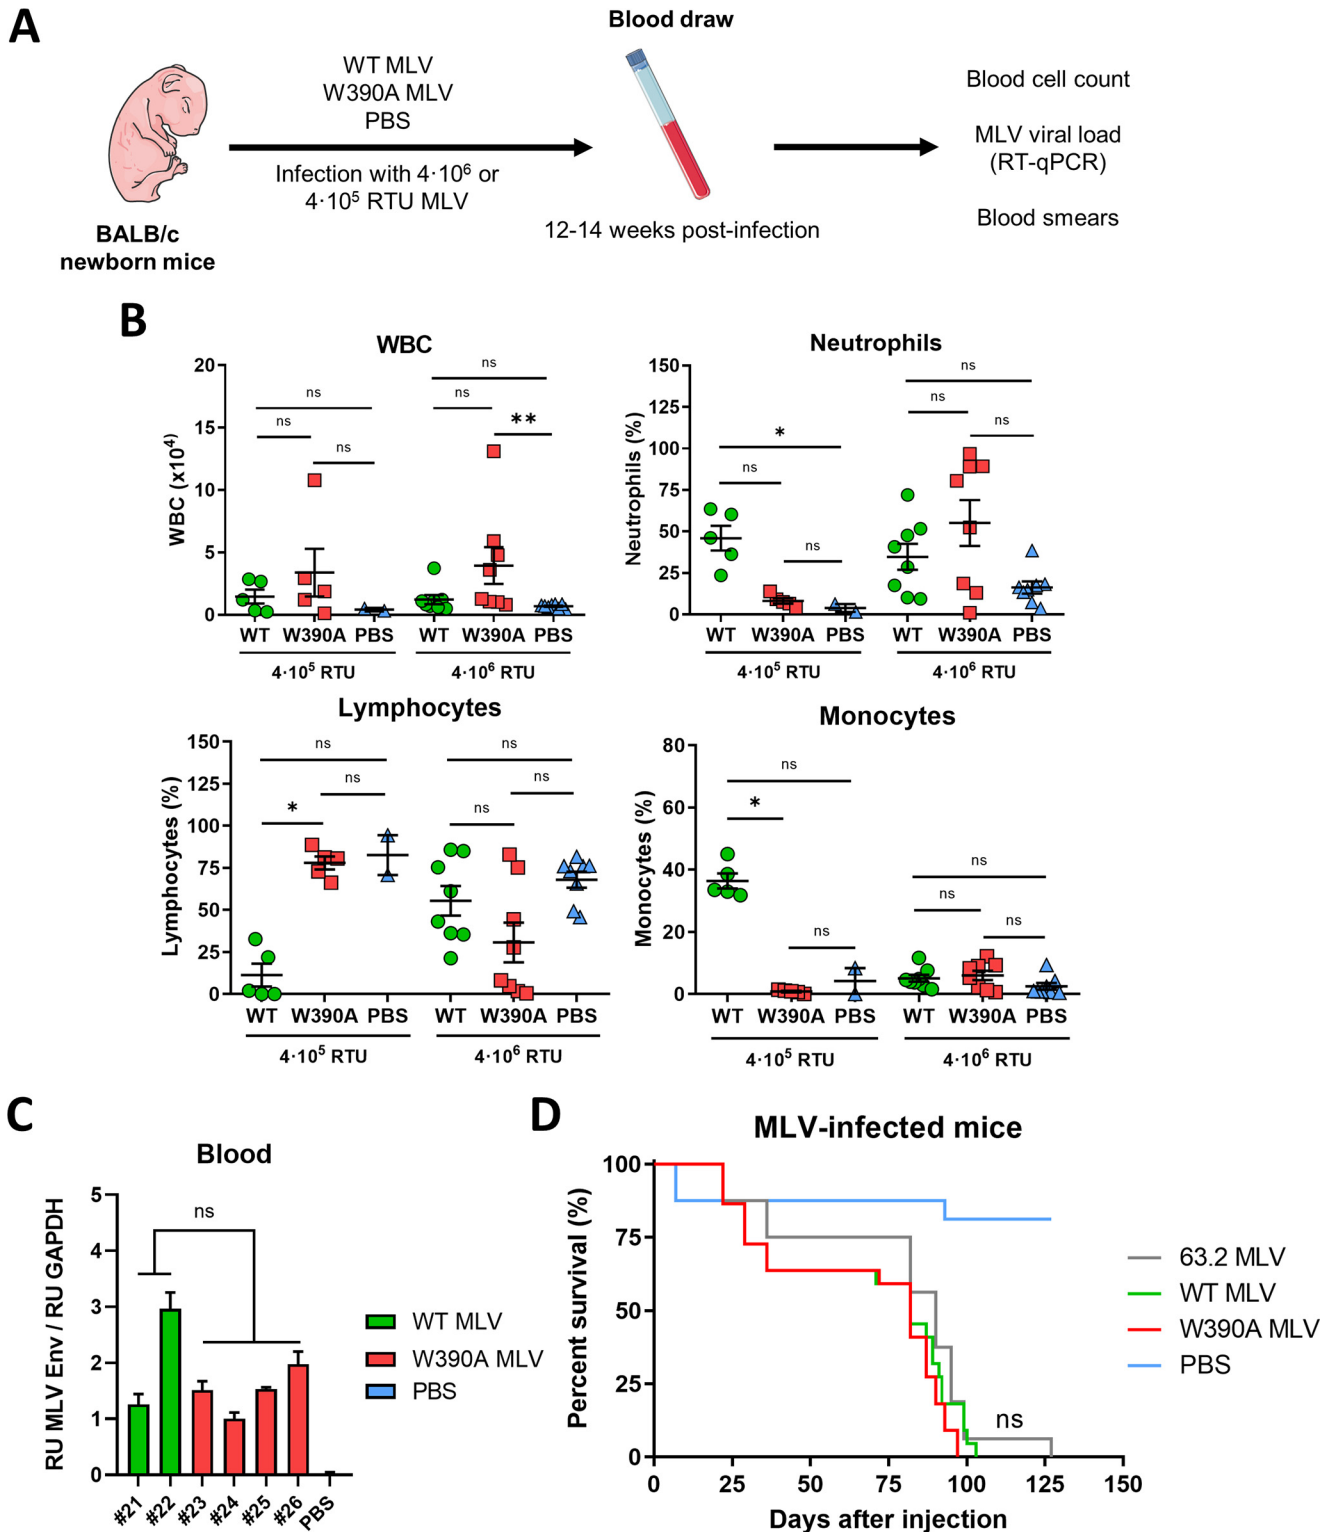 A
Blood draw
WT MLV
W390A MLV
PBS
Infection with 4·10⁶ or
4·10⁵ RTU MLV
BALB/c
newborn mice
12-14 weeks post-infection
Blood cell count
MLV viral load
(RT-qPCR)
Blood smears
B
WBC
WBC (x10⁴)
20
15
10
5
0
ns
ns
ns
ns
ns
**
WT W390A PBS WT W390A PBS
4·10⁵ RTU 4·10⁶ RTU
Neutrophils
Neutrophils (%)
150
125
100
75
50
25
0
*
ns
ns
ns
ns
ns
WT W390A PBS WT W390A PBS
4·10⁵ RTU 4·10⁶ RTU
Lymphocytes
Lymphocytes (%)
150
125
100
75
50
25
0
ns
ns
*
ns
ns
ns
WT W390A PBS WT W390A PBS
4·10⁵ RTU 4·10⁶ RTU
Monocytes
Monocytes (%)
80
60
40
20
0
ns
*
ns
ns
ns
ns
WT W390A PBS WT W390A PBS
4·10⁵ RTU 4·10⁶ RTU
C
Blood
RU MLV Env / RU GAPDH
5
4
3
2
1
0
ns
#21 #22 #23 #24 #25 #26 PBS
WT MLV
W390A MLV
PBS
D
MLV-infected mice
Percent survival (%)
100
75
50
25
0
ns
0 25 50 75 100 125 150
Days after injection
63.2 MLV
WT MLV
W390A MLV
PBS